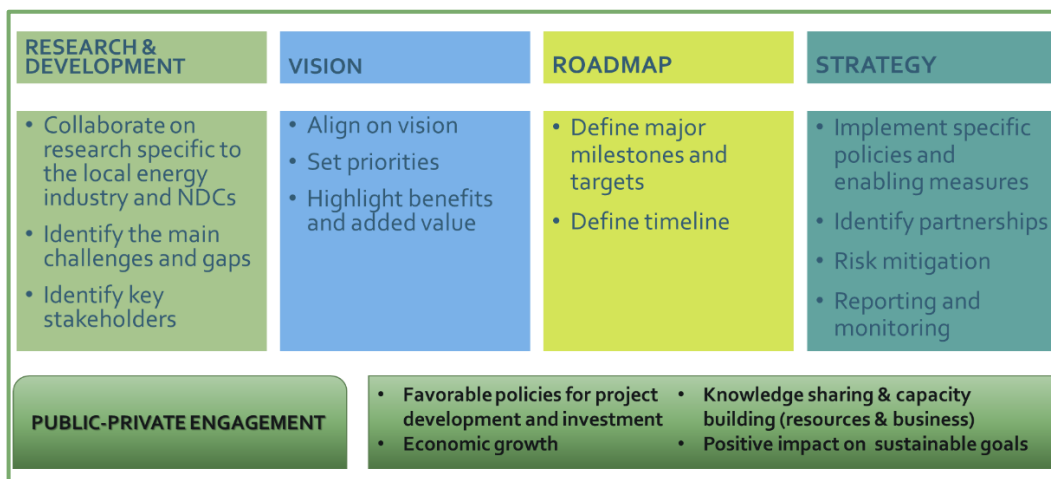 RESEARCH &
DEVELOPMENT
VISION
ROADMAP
STRATEGY
• Collaborate on
research specific to
the local energy
industry and NDCs
• Identify the main
challenges and gaps
• Identify key
stakeholders
• Align on vision
• Set priorities
• Highlight benefits
and added value
• Define major
milestones and
targets
• Define timeline
• Implement specific
policies and
enabling measures
• Identify partnerships
• Risk mitigation
• Reporting and
monitoring
PUBLIC-PRIVATE ENGAGEMENT
• Favorable policies for project
development and investment
• Economic growth
• Knowledge sharing & capacity
building (resources & business)
• Positive impact on sustainable goals